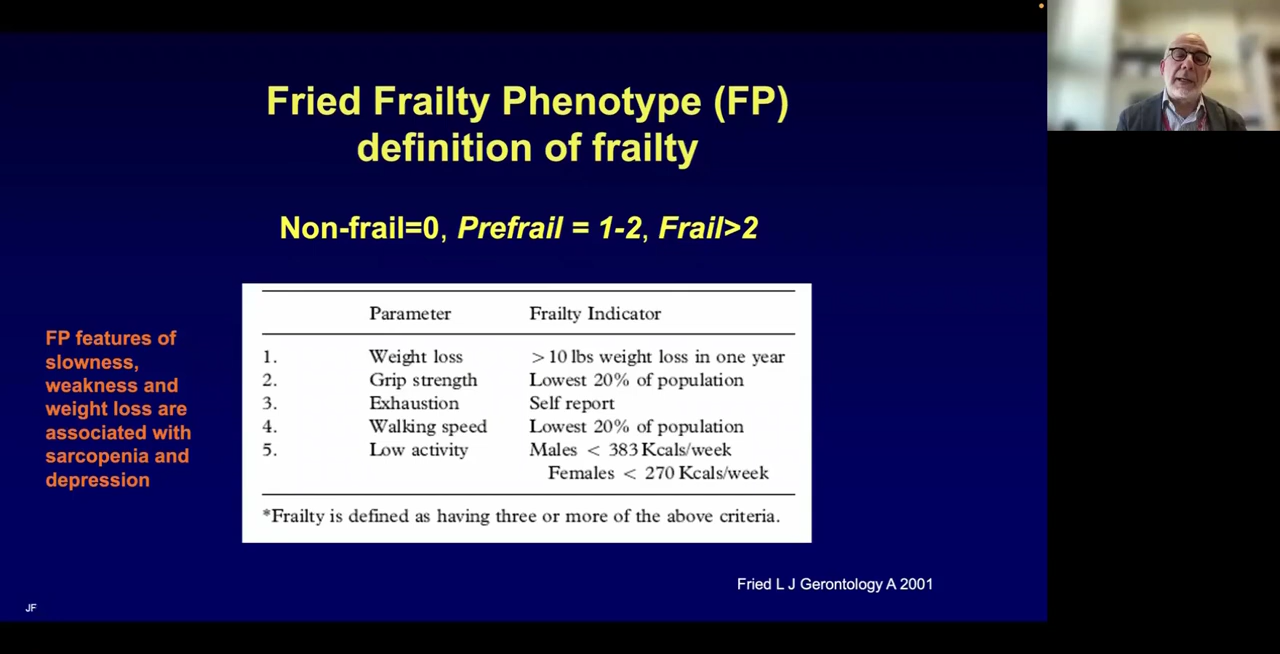 Fried Frailty Phenotype (FP)
definition of frailty
Non-frail=0, Prefrail = 1-2, Frail>2
FP features of
slowness,
weakness and
weight loss are
associated with
sarcopenia and
depression
Parameter Frailty Indicator
1. Weight loss > 10 lbs weight loss in one year
2. Grip strength Lowest 20% of population
3. Exhaustion Self report
4. Walking speed Lowest 20% of population
5. Low activity Males < 383 Kcals/week
Females < 270 Kcals/week
*Frailty is defined as having three or more of the above criteria.
Fried L J Gerontology A 2001
JF